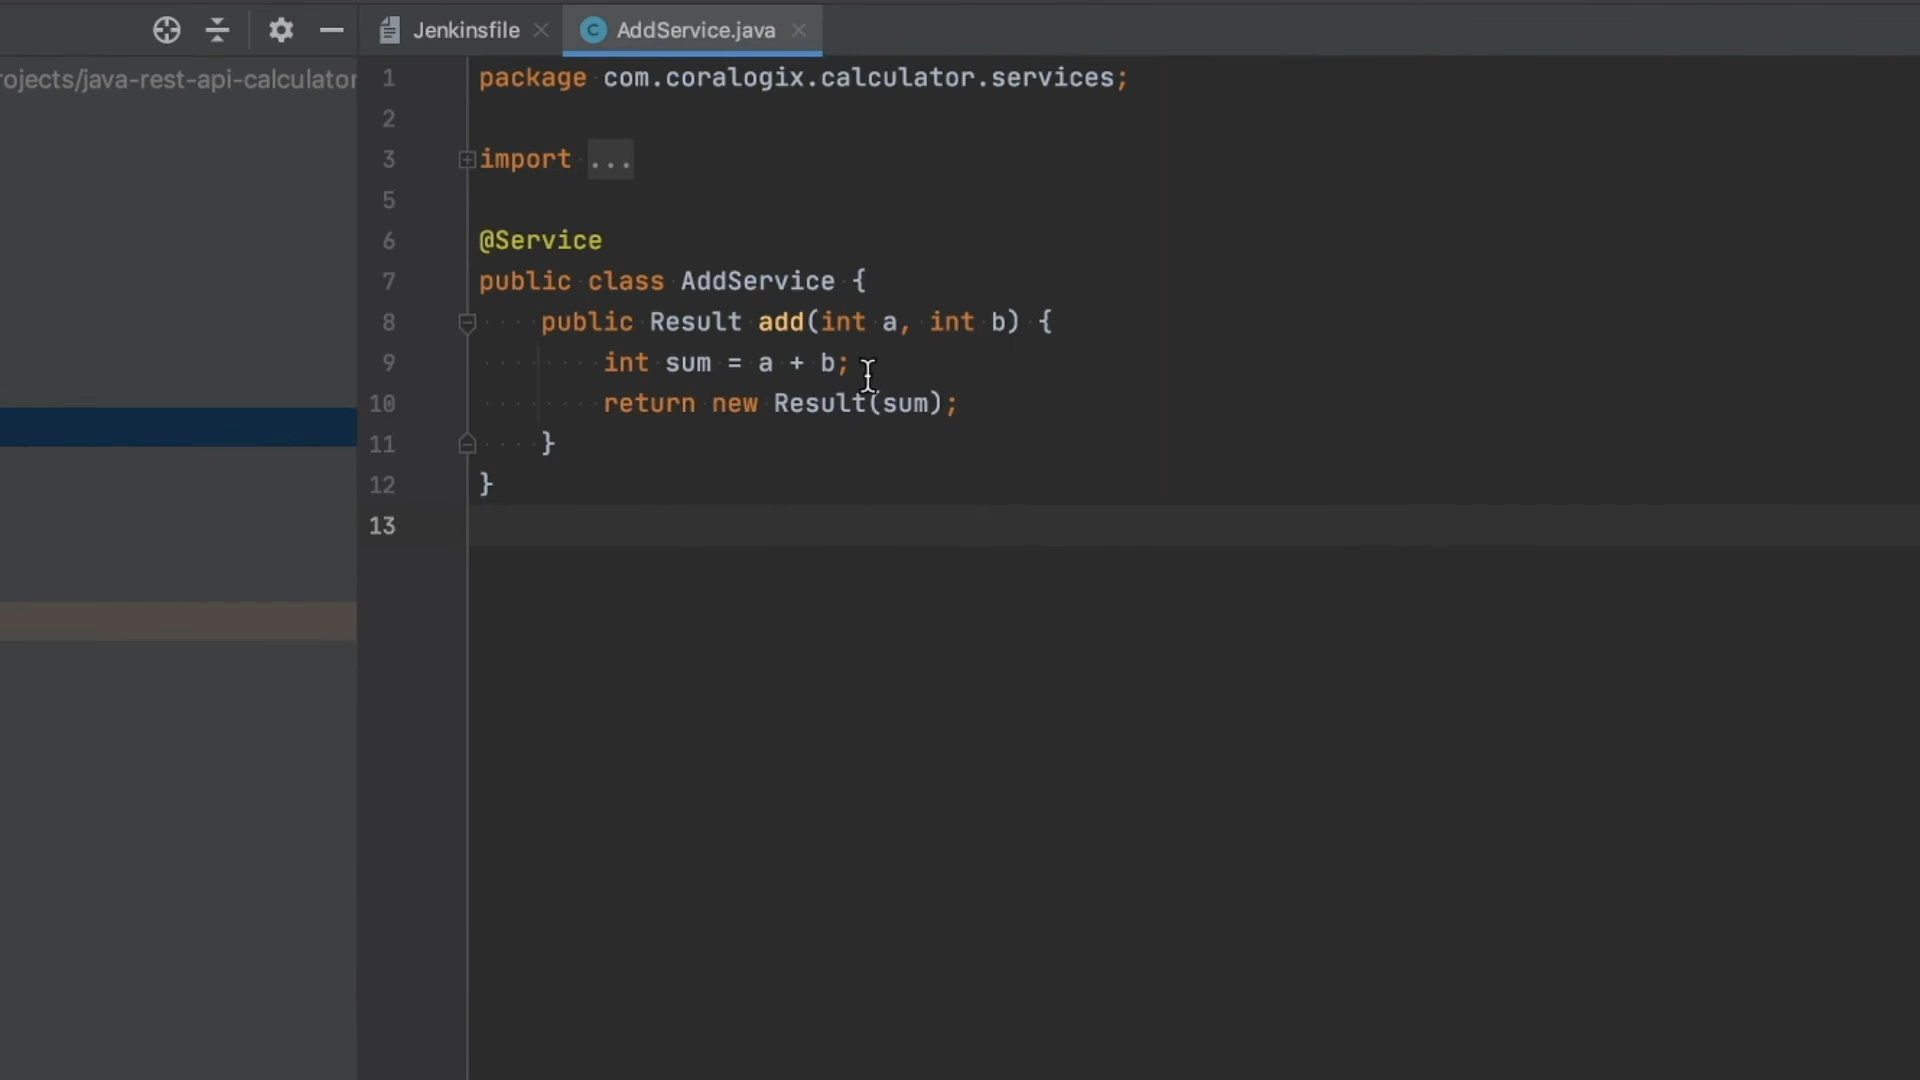 Jenkinsfile
AddService.java
ojects/java-rest-api-calculator
1 package com.coralogix.calculator.services;
2
3 import ...
5
6 @Service
7 public class AddService {
8 public Result add(int a, int b) {
9 int sum = a + b;
10 return new Result(sum);
11 }
12 }
13